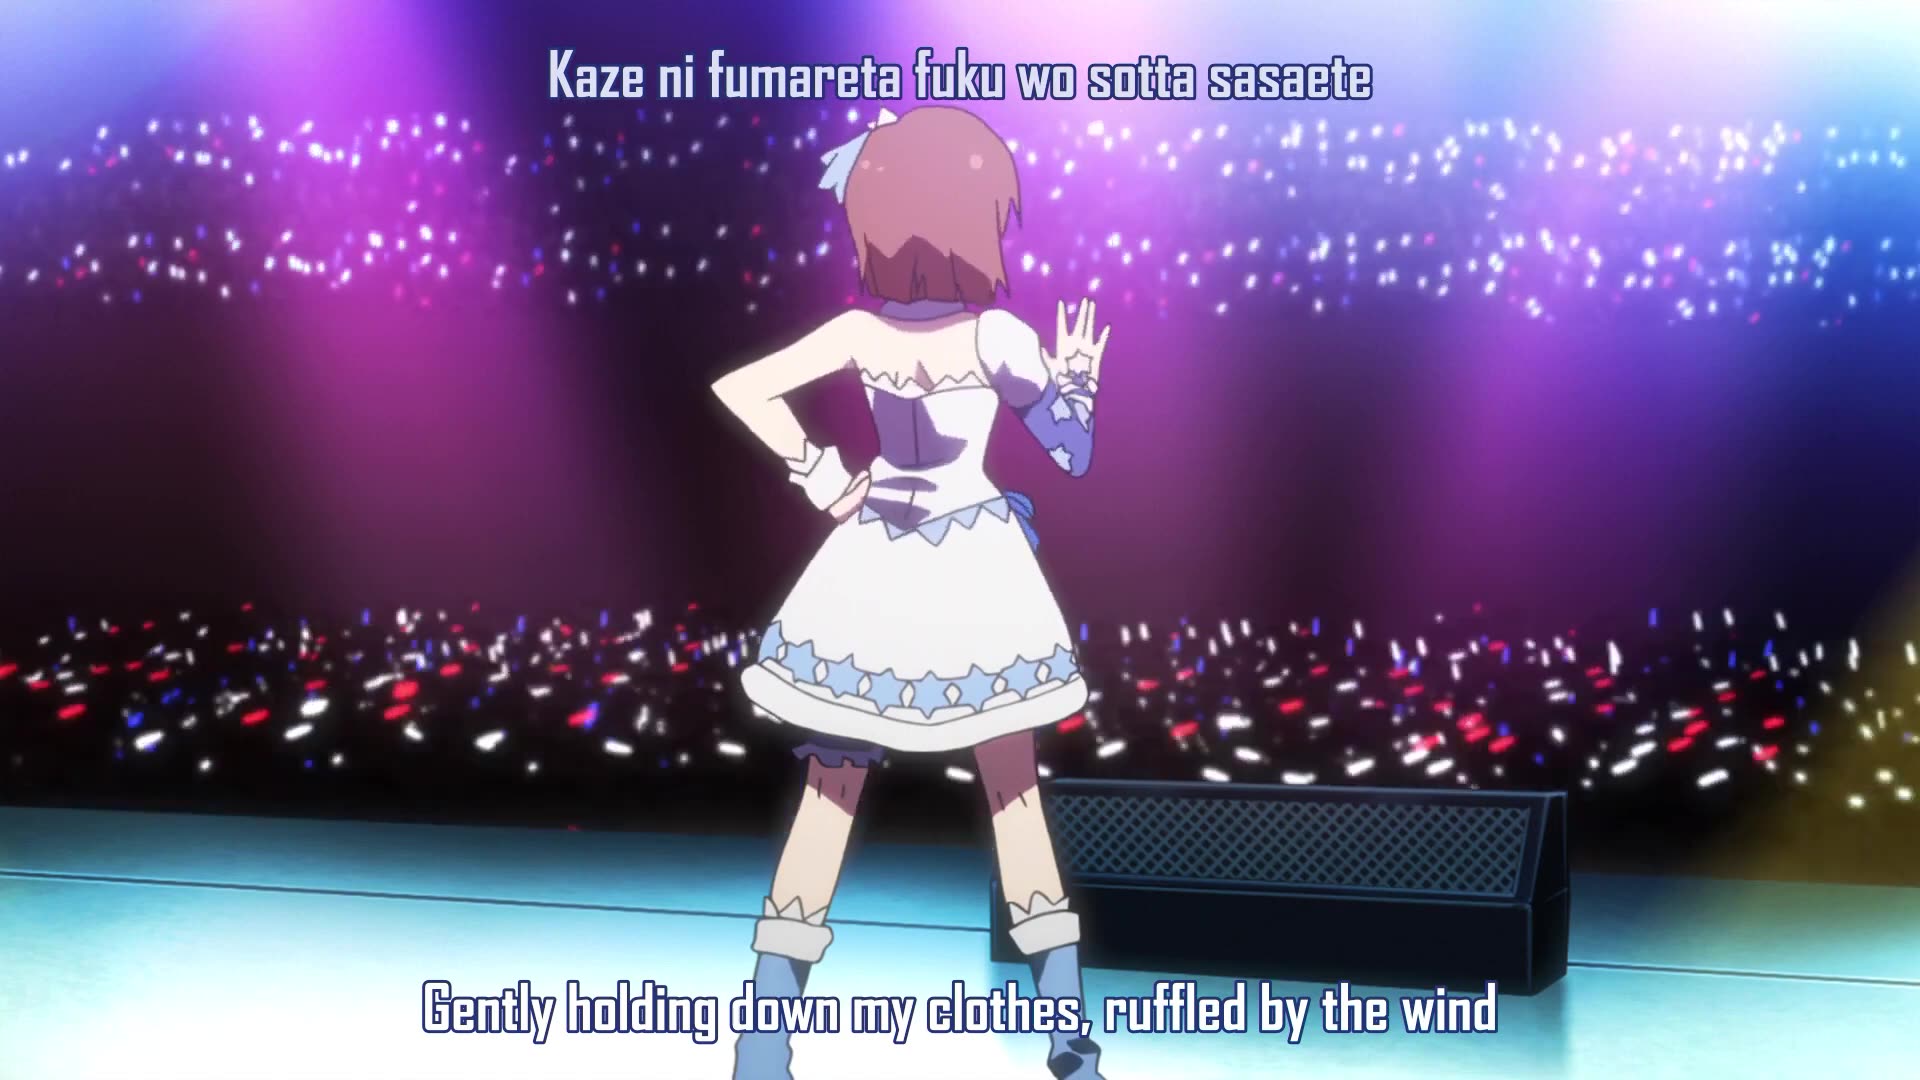 Kaze ni fumareta fuku wo sotta sasaete
Gently holding down my clothes, ruffled by the wind